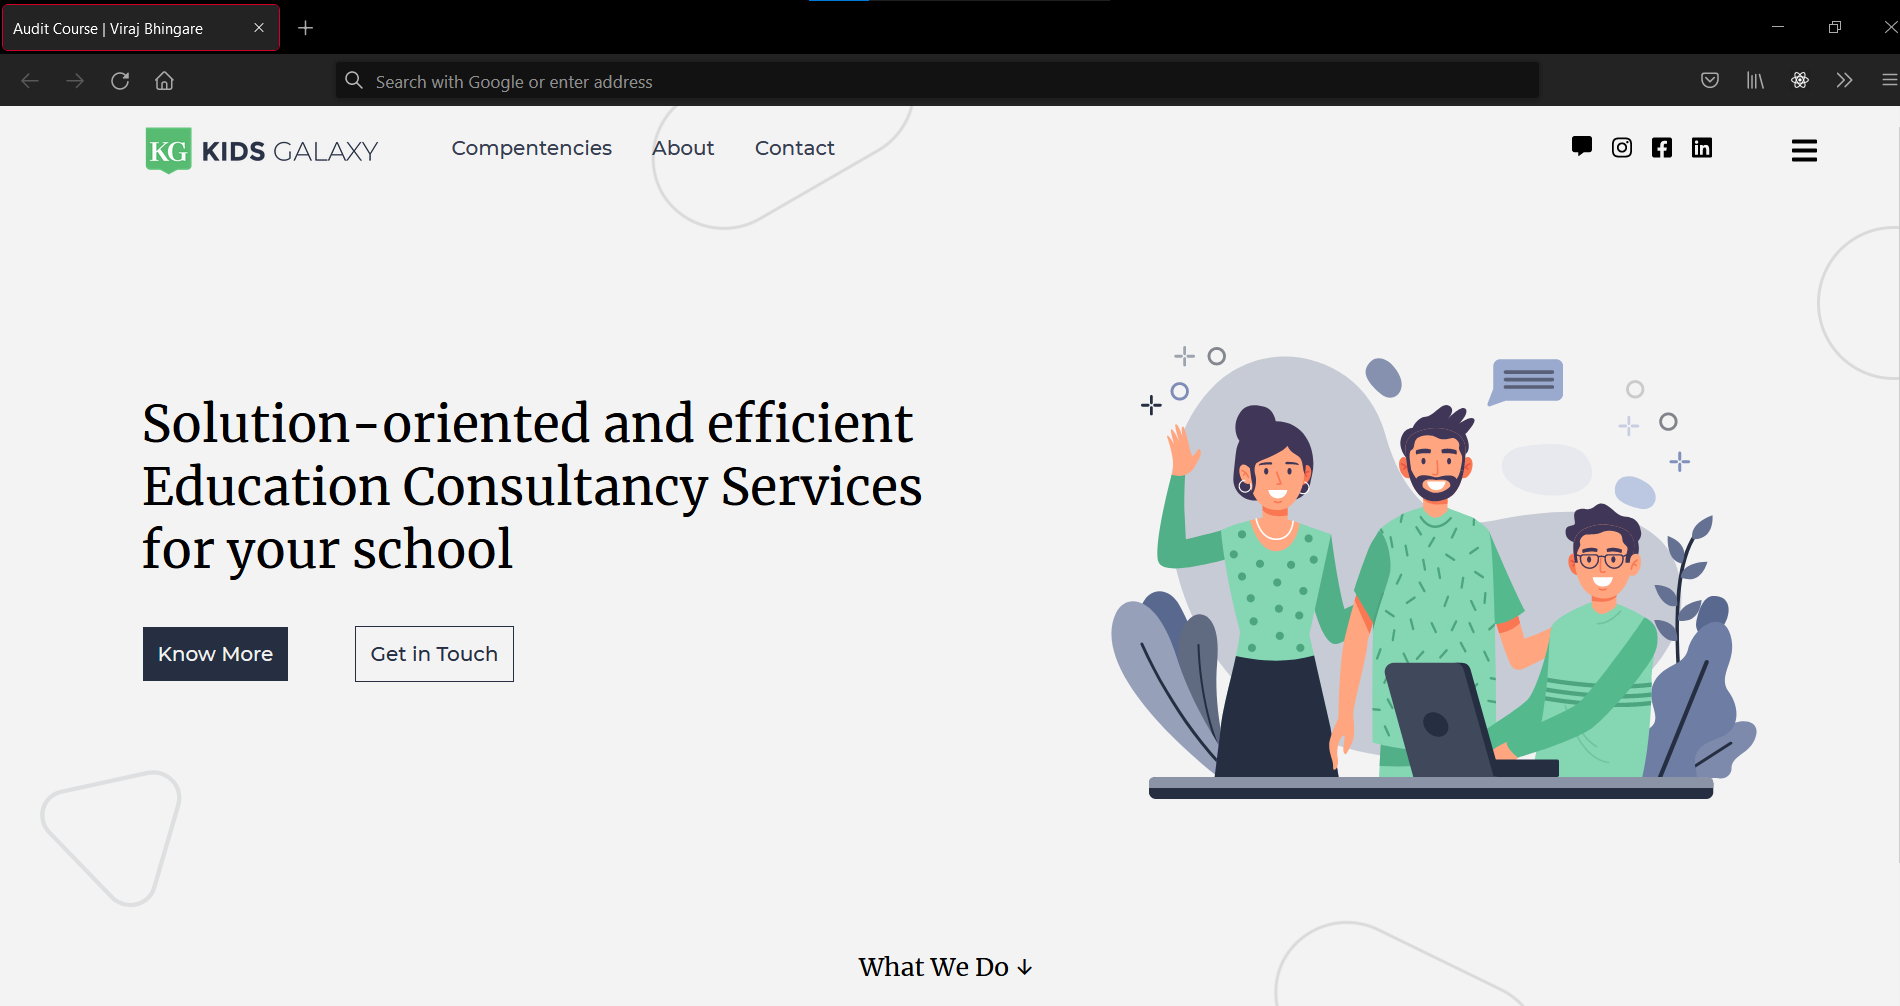 Audit Course | Viraj Bhingare
Search with Google or enter address
KG KIDS GALAXY
Compentencies
About
Contact
Solution-oriented and efficient
Education Consultancy Services
for your school
Know More
Get in Touch
What We Do ↓